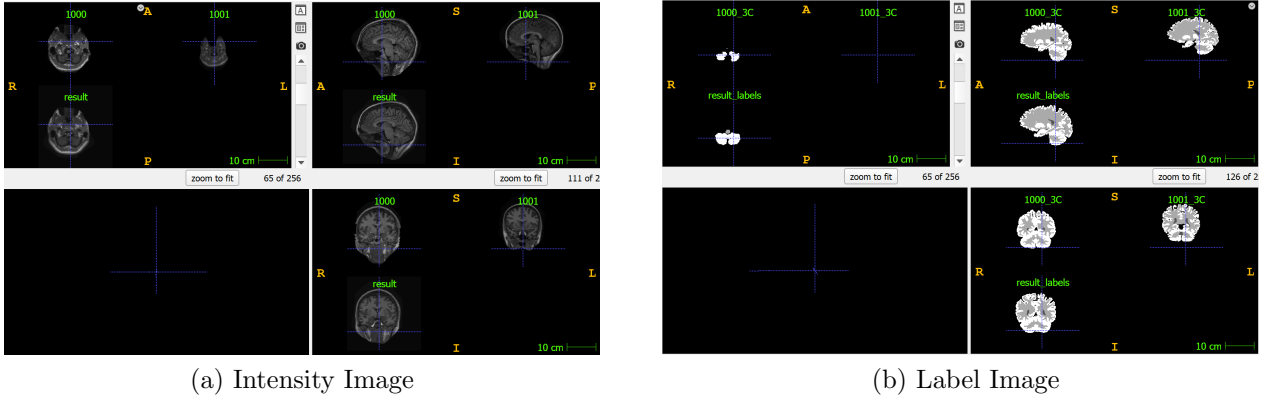 A
1000 1001
R L
result
P 10 cm
zoom to fit 65 of 256
S
1000 1001
A P
result
I 10 cm
zoom to fit 111 of 2
S
1000 1001
R L
result
I 10 cm
(a) Intensity Image
A
1000_3C 1001_3C
R L
result_labels
P 10 cm
zoom to fit 65 of 256
S
1000_3C 1001_3C
A P
result_labels
I 10 cm
zoom to fit 126 of 2
S
1000_3C 1001_3C
R L
result_labels
I 10 cm
(b) Label Image